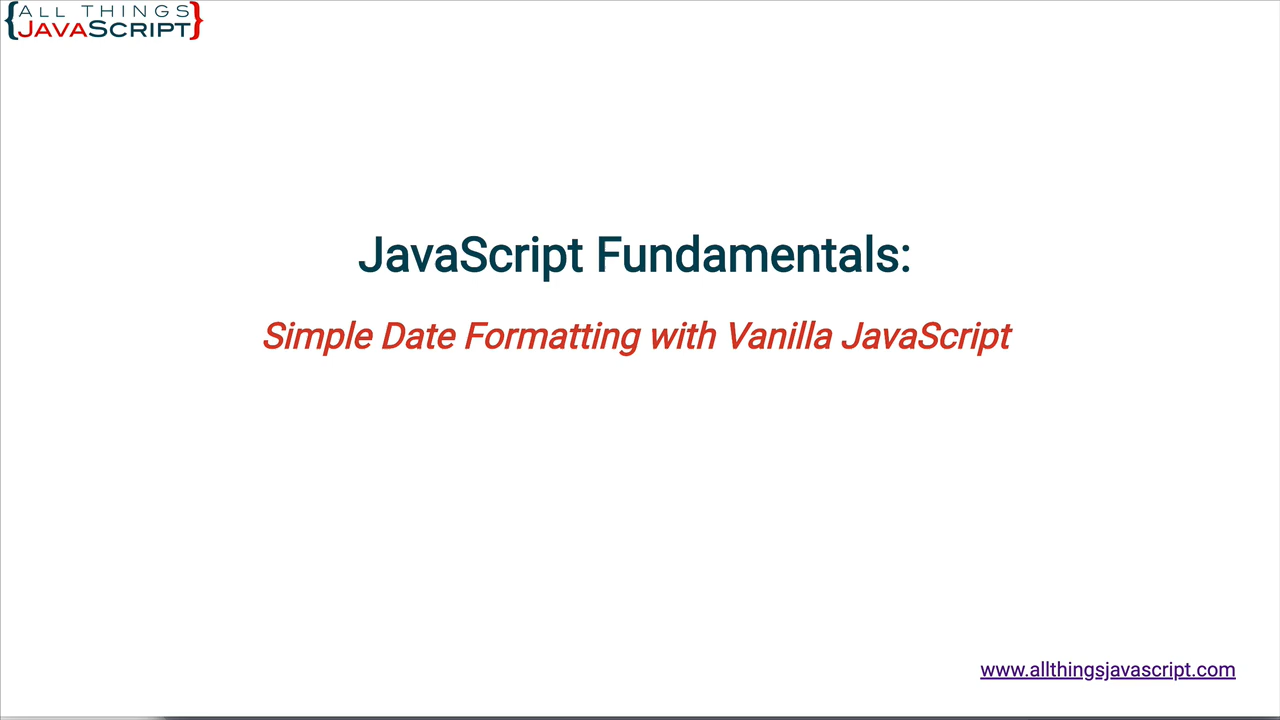 {ALL THINGS
JAVASCRIPT}
JavaScript Fundamentals:
Simple Date Formatting with Vanilla JavaScript
www.allthingsjavascript.com